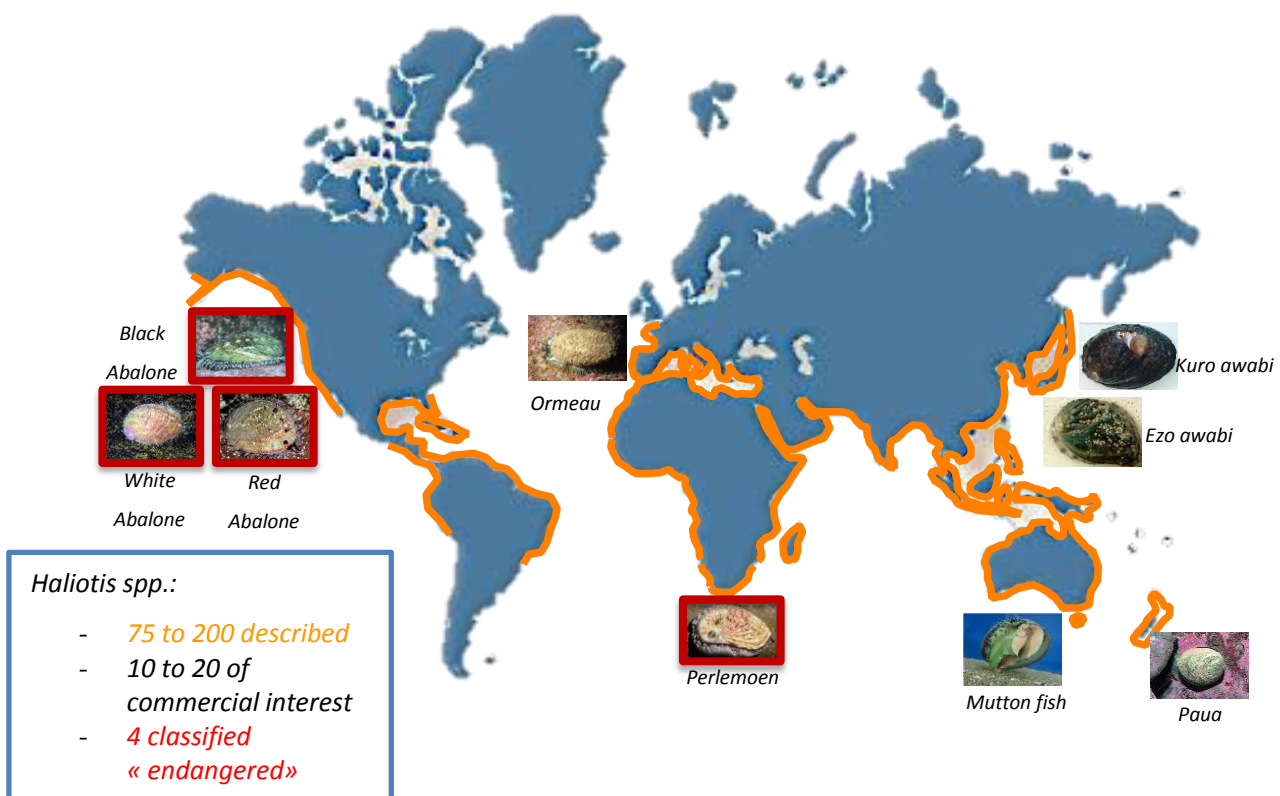 Black
Abalone
White
Abalone
Red
Abalone
Ormeau
Kuro awabi
Ezo awabi
Perlemoen
Mutton fish
Paua
Haliotis spp.:
- 75 to 200 described
- 10 to 20 of
commercial interest
- 4 classified
« endangered»